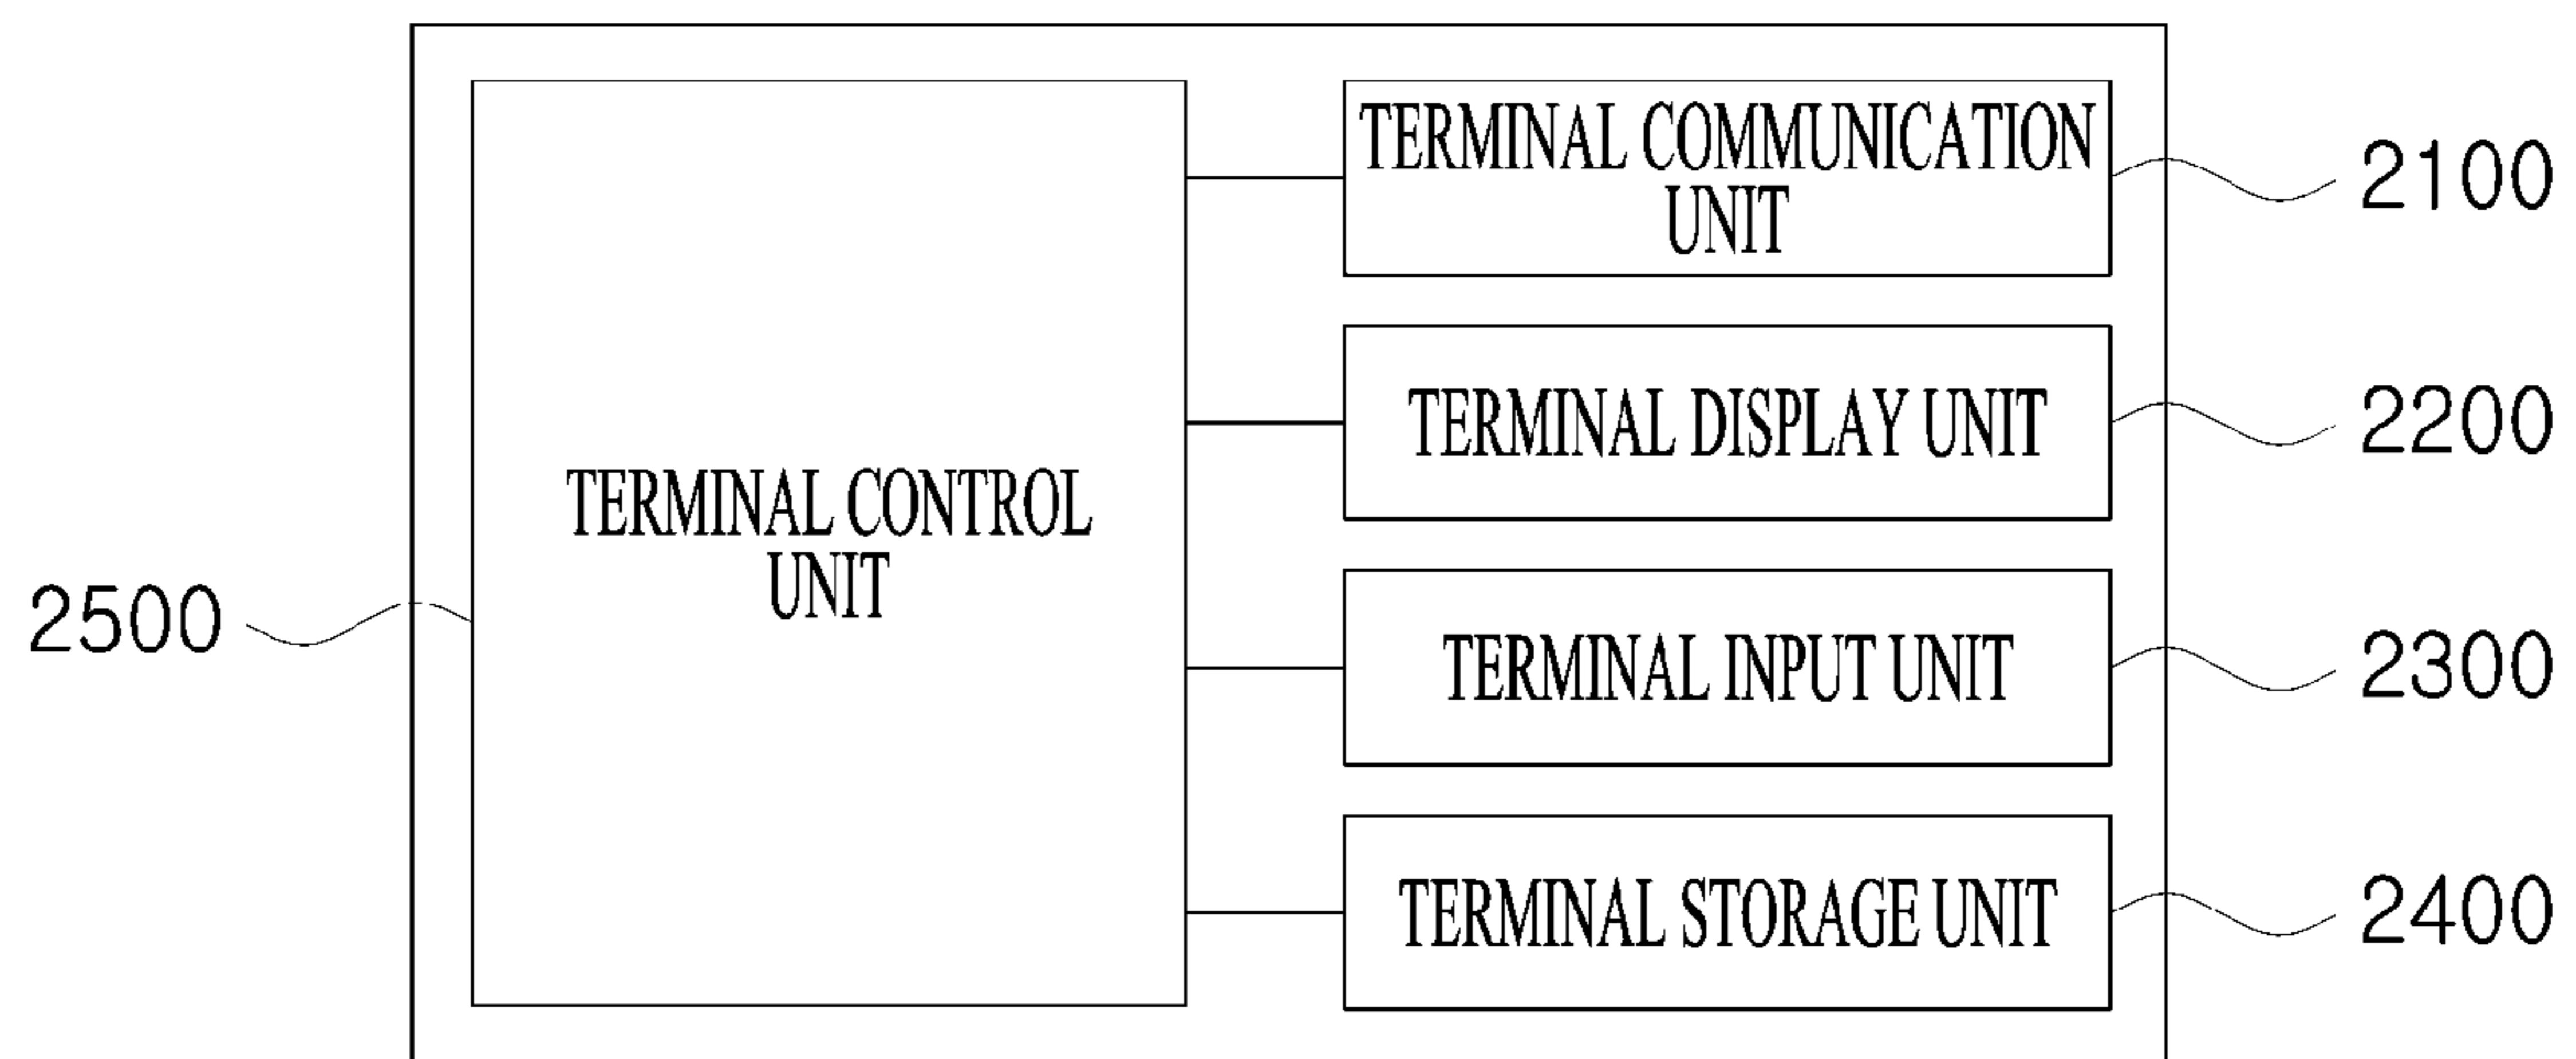 TERMINAL COMMUNICATION
UNIT
2100
TERMINAL DISPLAY UNIT
2200
TERMINAL CONTROL
UNIT
2500
TERMINAL INPUT UNIT
2300
TERMINAL STORAGE UNIT
2400